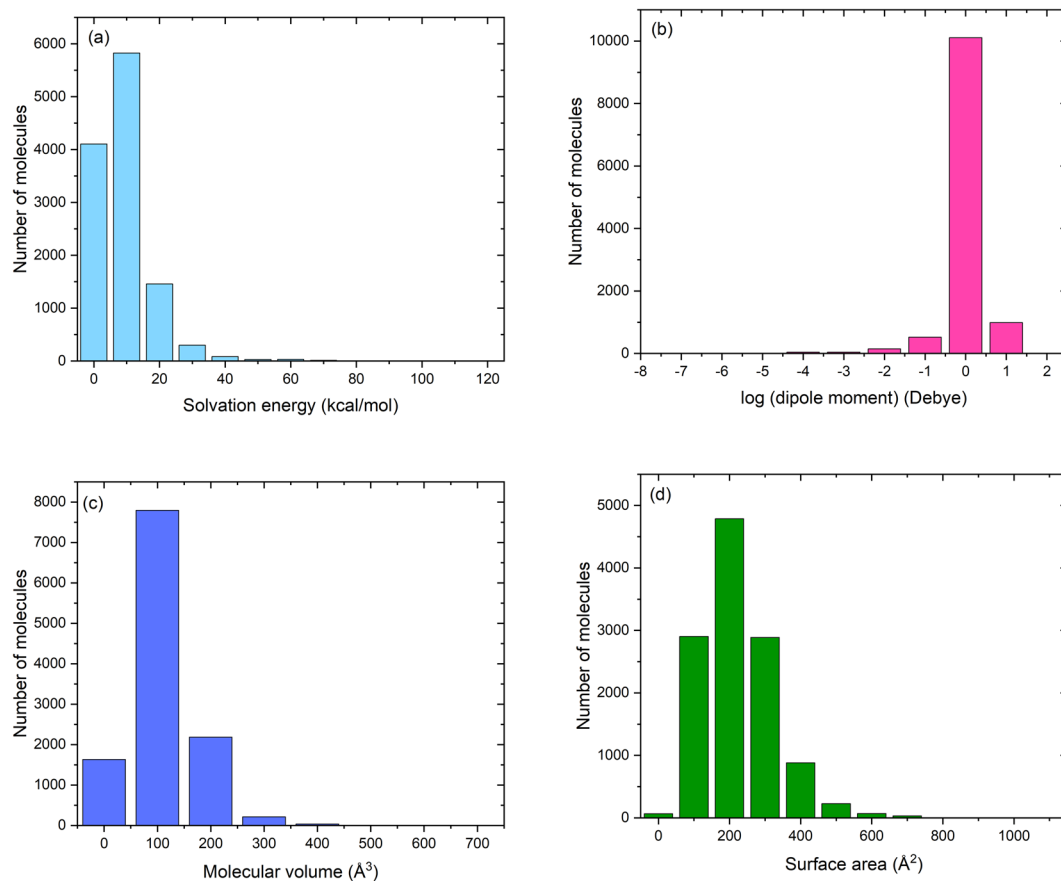 (a)
6000
5000
4000
3000
2000
1000
0
Number of molecules
0 20 40 60 80 100 120
Solvation energy (kcal/mol)
(b)
10000
8000
6000
4000
2000
0
Number of molecules
-8 -7 -6 -5 -4 -3 -2 -1 0 1 2
log (dipole moment) (Debye)
(c)
8000
7000
6000
5000
4000
3000
2000
1000
0
Number of molecules
0 100 200 300 400 500 600 700
Molecular volume (Å³)
(d)
5000
4000
3000
2000
1000
0
Number of molecules
0 200 400 600 800 1000
Surface area (Å²)